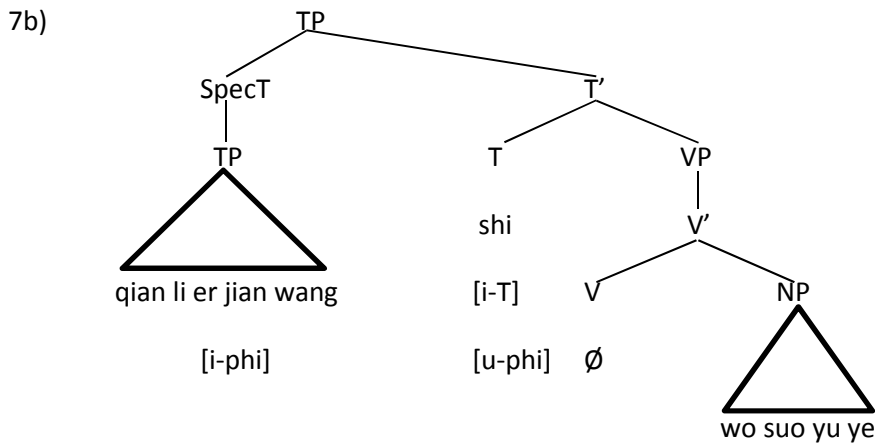 7b) TP
SpecT T’
TP T VP
shi V’
qian li er jian wang [i-T] V NP
[i-phi] [u-phi] Ø
wo suo yu ye